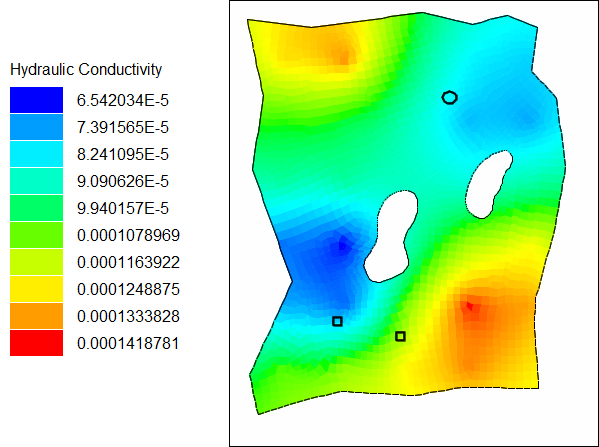 Hydraulic Conductivity
6.542034E-5
7.391565E-5
8.241095E-5
9.090626E-5
9.940157E-5
0.0001078969
0.0001163922
0.0001248875
0.0001333828
0.0001418781